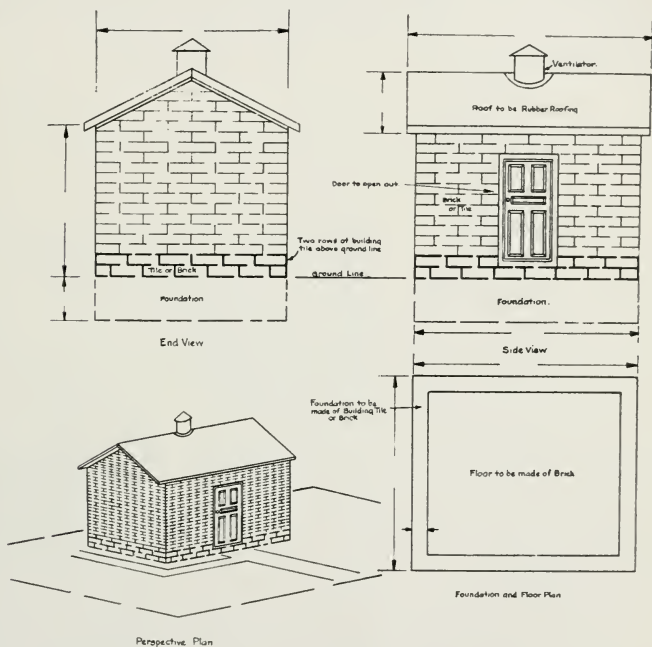 Ventilator.
Roof to be Rubber Roofing
Door to open out
Brick
or Tile
Two rows of building
tile above ground line
Tile or Brick
Ground Line
Foundation
Foundation.
End View
Side View
Foundation to be
made of Building Tile
or Brick
Floor to be made of Brick
Foundation and Floor Plan
Perspective Plan